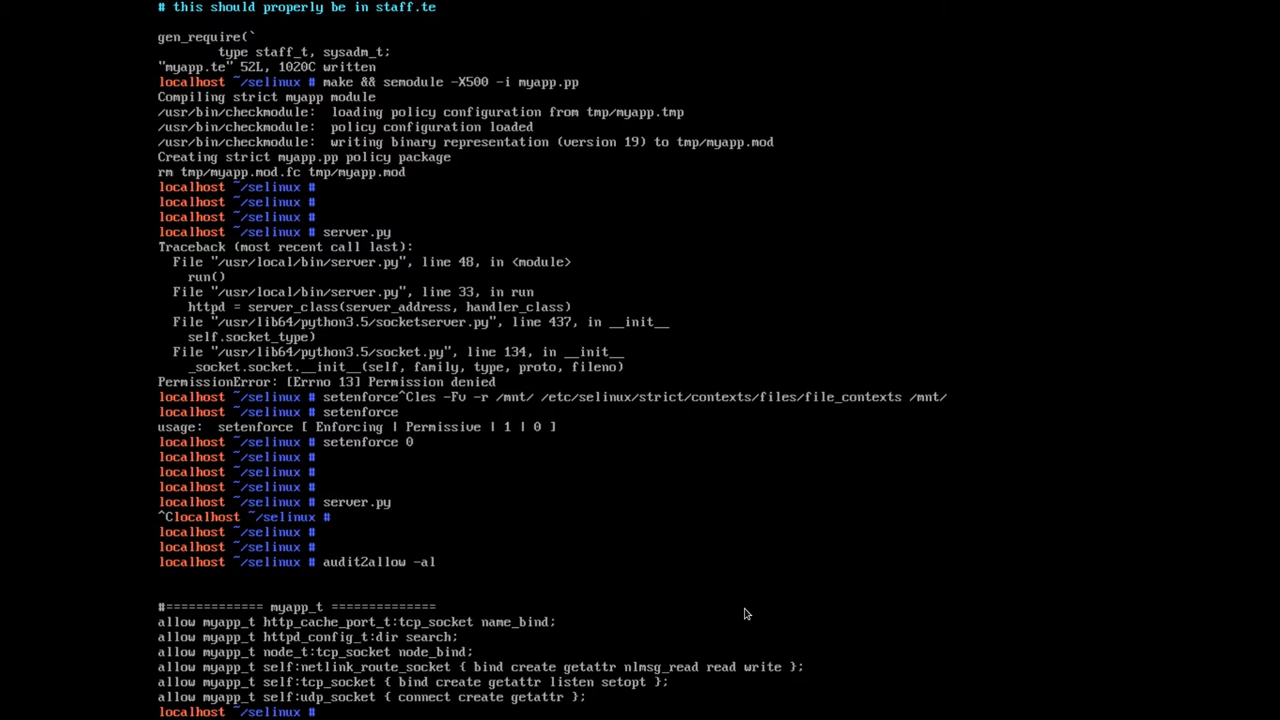 # this should properly be in staff.te
gen_require(`
type staff_t, sysadm_t;
"myapp.te" 52L, 1020C written
localhost ~/selinux # make && semodule -X500 -i myapp.pp
Compiling strict myapp module
/usr/bin/checkmodule:  loading policy configuration from tmp/myapp.tmp
/usr/bin/checkmodule:  policy configuration loaded
/usr/bin/checkmodule:  writing binary representation (version 19) to tmp/myapp.mod
Creating strict myapp.pp policy package
rm tmp/myapp.mod.fc tmp/myapp.mod
localhost ~/selinux #
localhost ~/selinux #
localhost ~/selinux #
localhost ~/selinux # server.py
Traceback (most recent call last):
File "/usr/local/bin/server.py", line 48, in <module>
run()
File "/usr/local/bin/server.py", line 33, in run
httpd = server_class(server_address, handler_class)
File "/usr/lib64/python3.5/socketserver.py", line 437, in __init__
self.socket_type)
File "/usr/lib64/python3.5/socket.py", line 134, in __init__
_socket.socket.__init__(self, family, type, proto, fileno)
PermissionError: [Errno 13] Permission denied
localhost ~/selinux # setenforce^Cles -Fv -r /mnt/ /etc/selinux/strict/contexts/files/file_contexts /mnt/
localhost ~/selinux # setenforce
usage:  setenforce [ Enforcing | Permissive | 1 | 0 ]
localhost ~/selinux # setenforce 0
localhost ~/selinux #
localhost ~/selinux #
localhost ~/selinux #
localhost ~/selinux # server.py
^Clocalhost ~/selinux #
localhost ~/selinux #
localhost ~/selinux #
localhost ~/selinux # audit2allow -al
#============= myapp_t ==============
allow myapp_t http_cache_port_t:tcp_socket name_bind;
allow myapp_t httpd_config_t:dir search;
allow myapp_t node_t:tcp_socket node_bind;
allow myapp_t self:netlink_route_socket { bind create getattr nlmsg_read read write };
allow myapp_t self:tcp_socket { bind create getattr listen setopt };
allow myapp_t self:udp_socket { connect create getattr };
localhost ~/selinux #